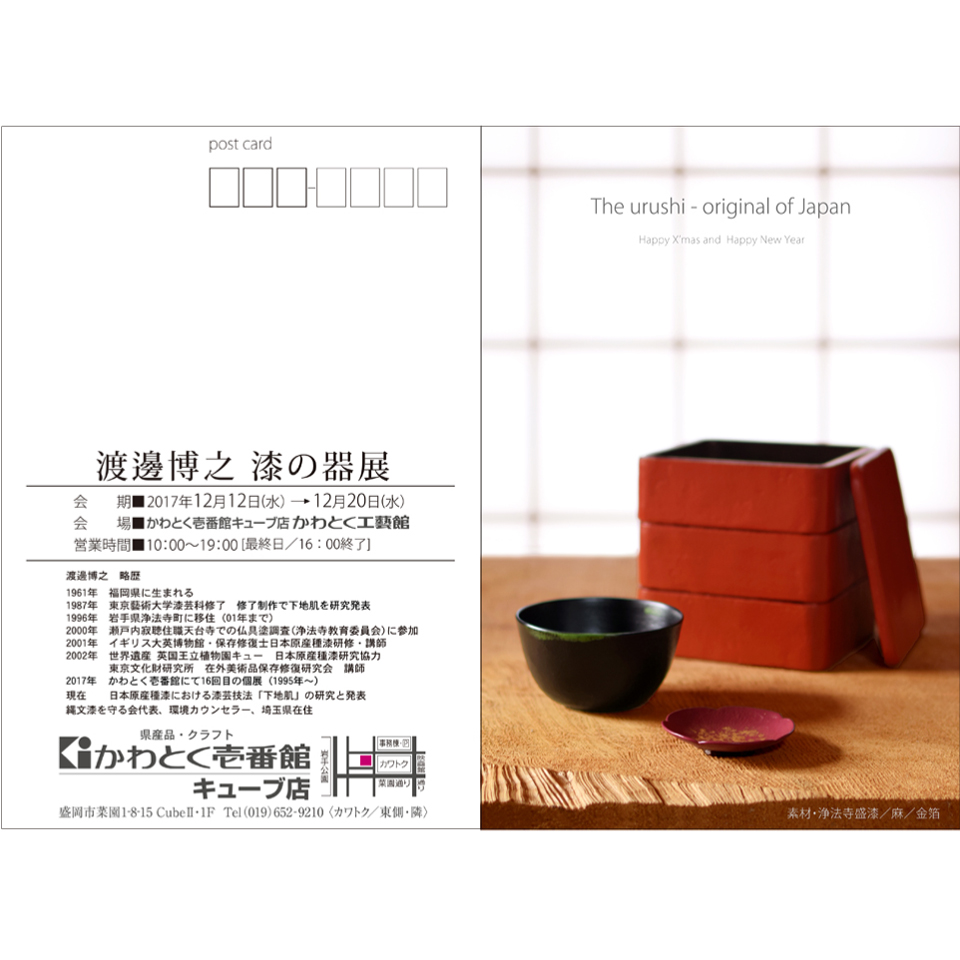 post card
渡邊博之 漆の器展
会　期■2017年12月12日(水)→12月20日(水)
会　場■かわとく壱番館キューブ店 かわとく工藝館
営業時間■10:00〜19:00[最終日／16：00終了]
渡邊博之　略歴
1961年　福岡県に生まれる
1987年　東京藝術大学漆芸科修了　修了制作で下地肌を研究発表
1996年　岩手県浄法寺町に移住（01年まで）
2000年　瀬戸内寂聴住職天台寺での仏具塗調査（浄法寺教育委員会）に参加
2001年　イギリス大英博物館・保存修復士日本原産種漆研修・講師
2002年　世界遺産 英国王立植物園キュー　日本原産種漆研究協力
東京文化財研究所　在外美術品保存修復研究会　講師
2017年　かわとく壱番館にて16回目の個展（1995年〜）
現在　日本原産種漆における漆芸技法「下地肌」の研究と発表
縄文漆を守る会代表、環境カウンセラー、埼玉県在住
県産品・クラフト
かわとく壱番館
キューブ店
岩手公園
事務棟・P
カワトク
菜園通り
映画館通り
盛岡市菜園1-8-15 CubeⅡ・1F　Tel(019)652-9210〈カワトク／東側・隣〉
The urushi - original of Japan
Happy X'mas and Happy New Year
素材・浄法寺盛漆／麻／金箔